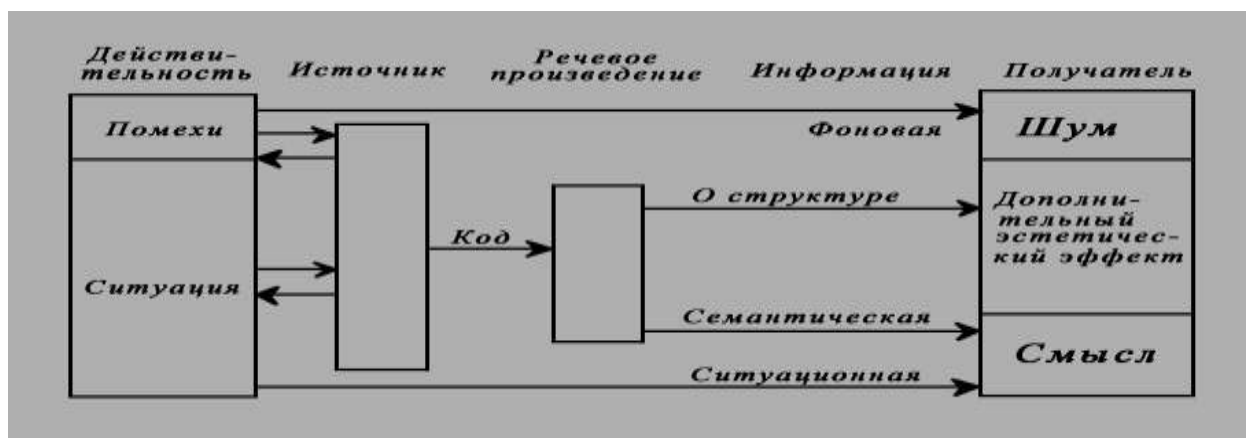 Действи-
тельность
Источник
Речевое
произведение
Информация
Получатель
Помехи
Фоновая
Шум
О структуре
Дополни-
тельный
эстетичес-
кий эффект
Код
Ситуация
Семантическая
Смысл
Ситуационная